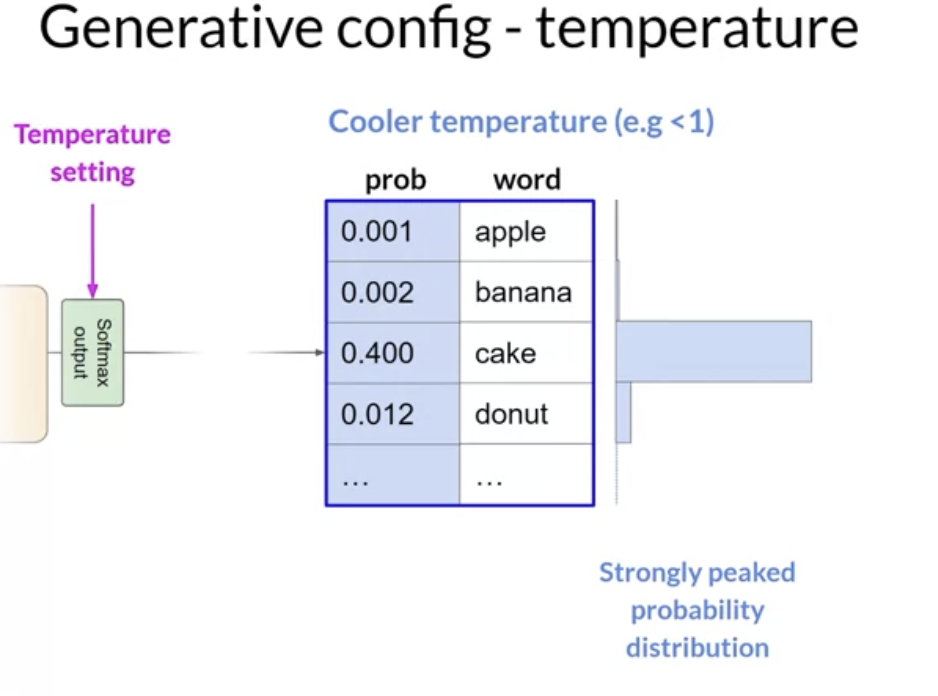 Generative config - temperature
Temperature
setting
Cooler temperature (e.g <1)
prob word
0.001 apple
0.002 banana
0.400 cake
0.012 donut
... ...
Softmax
output
Strongly peaked
probability
distribution